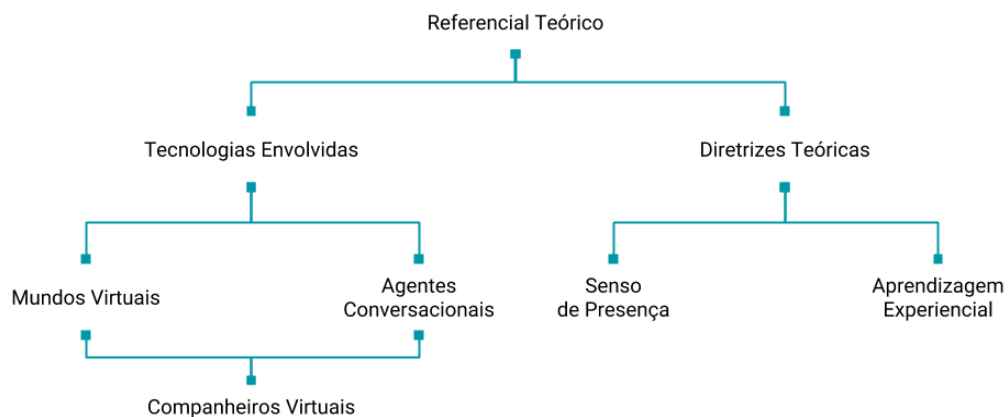 Referencial Teórico
Tecnologias Envolvidas
Diretrizes Teóricas
Mundos Virtuais
Agentes
Conversacionais
Senso
de Presença
Aprendizagem
Experiencial
Companheiros Virtuais